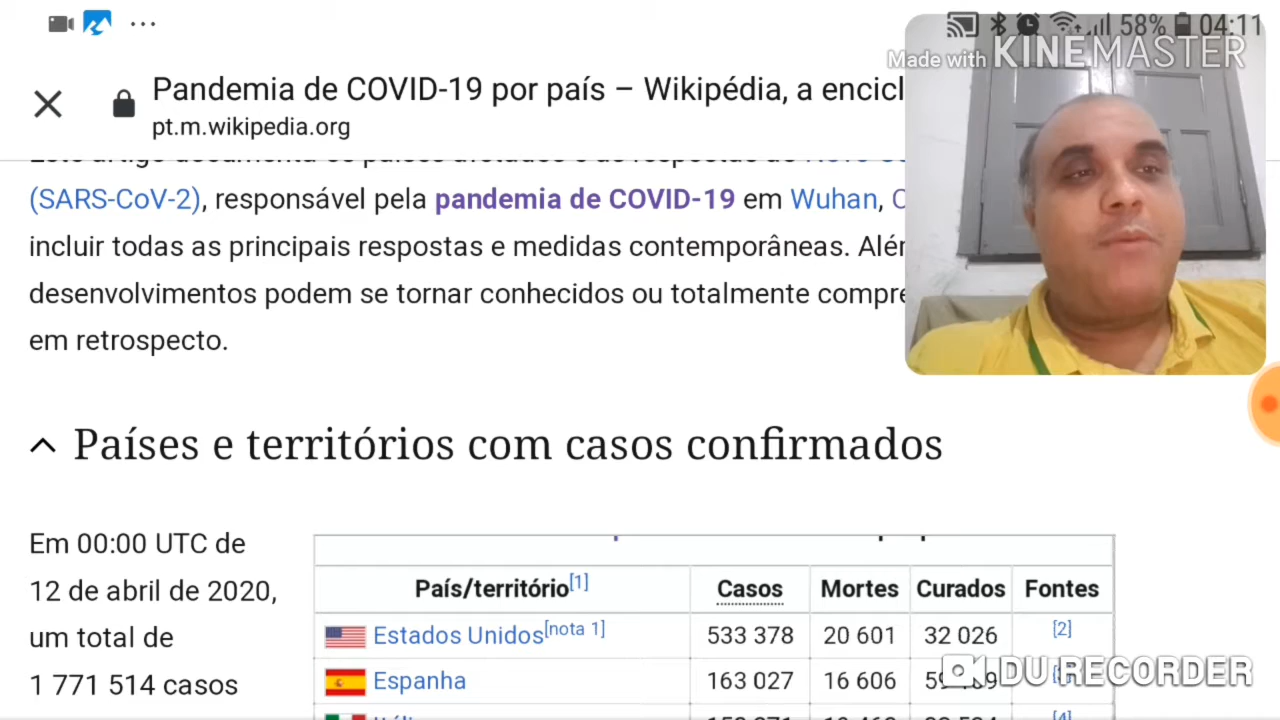 58% 04:11
Made with KINEMASTER
Pandemia de COVID-19 por país – Wikipédia, a encicl
pt.m.wikipedia.org
(SARS-CoV-2), responsável pela pandemia de COVID-19 em Wuhan, C
incluir todas as principais respostas e medidas contemporâneas. Alé
desenvolvimentos podem se tornar conhecidos ou totalmente compre
em retrospecto.
Países e territórios com casos confirmados
Em 00:00 UTC de
12 de abril de 2020,
um total de
1 771 514 casos
País/território[1] Casos Mortes Curados Fontes
Estados Unidos[nota 1] 533 378 20 601 32 026 [2]
Espanha 163 027 16 606
DU RECORDER